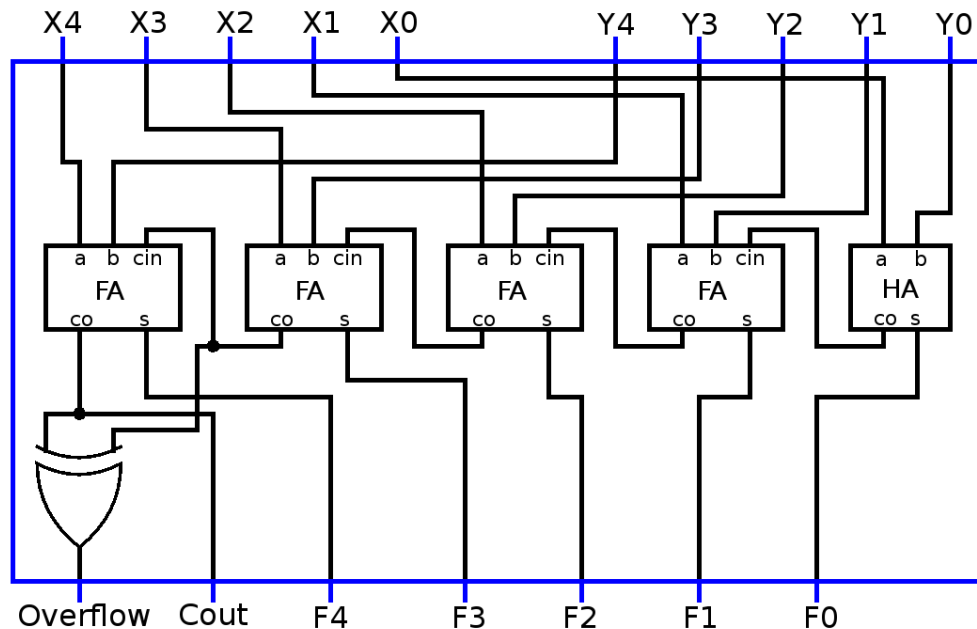 X4 X3 X2 X1 X0 Y4 Y3 Y2 Y1 Y0
a b cin a b cin a b cin a b cin a b
FA FA FA FA HA
co s co s co s co s co s
Overflow Cout F4 F3 F2 F1 F0